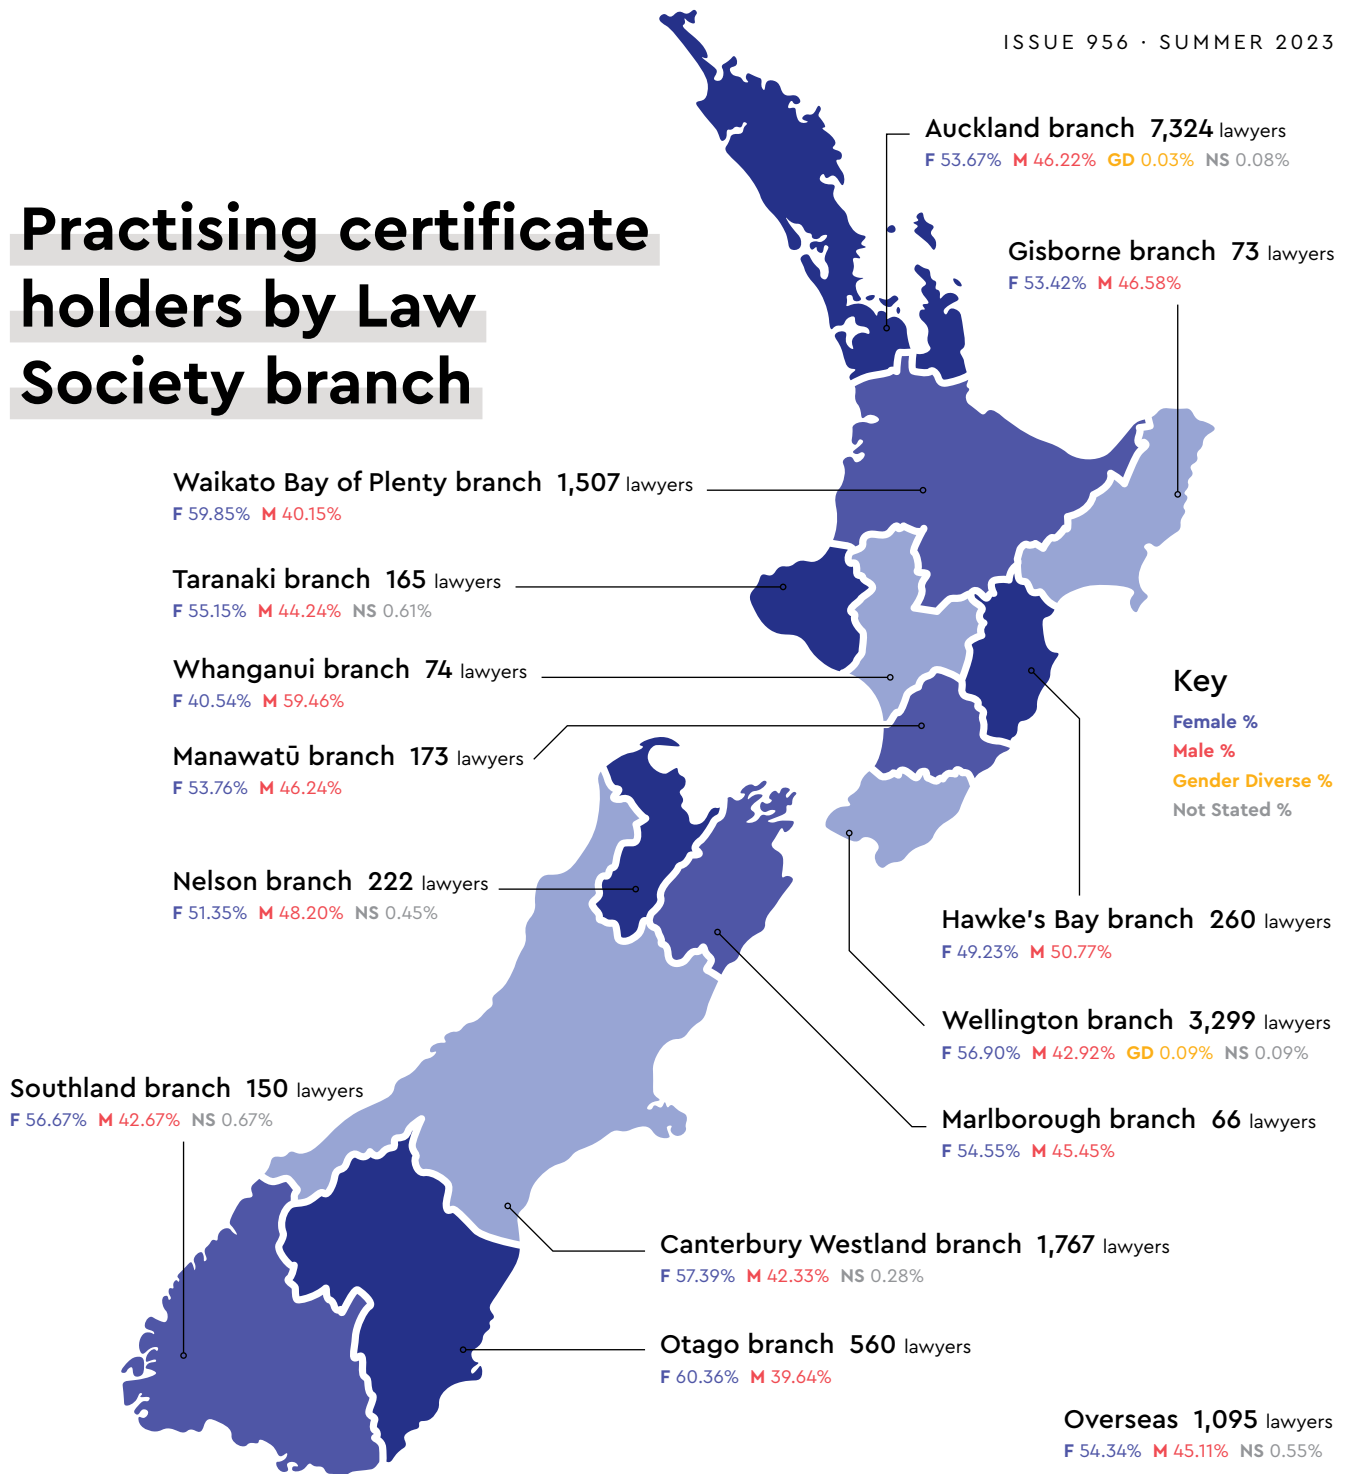 ISSUE 956 · SUMMER 2023
Practising certificate
holders by Law
Society branch
Auckland branch 7,324 lawyers
F 53.67% M 46.22% GD 0.03% NS 0.08%
Gisborne branch 73 lawyers
F 53.42% M 46.58%
Waikato Bay of Plenty branch 1,507 lawyers
F 59.85% M 40.15%
Taranaki branch 165 lawyers
F 55.15% M 44.24% NS 0.61%
Whanganui branch 74 lawyers
F 40.54% M 59.46%
Manawatū branch 173 lawyers
F 53.76% M 46.24%
Key
Female %
Male %
Gender Diverse %
Not Stated %
Nelson branch 222 lawyers
F 51.35% M 48.20% NS 0.45%
Hawke's Bay branch 260 lawyers
F 49.23% M 50.77%
Wellington branch 3,299 lawyers
F 56.90% M 42.92% GD 0.09% NS 0.09%
Southland branch 150 lawyers
F 56.67% M 42.67% NS 0.67%
Marlborough branch 66 lawyers
F 54.55% M 45.45%
Canterbury Westland branch 1,767 lawyers
F 57.39% M 42.33% NS 0.28%
Otago branch 560 lawyers
F 60.36% M 39.64%
Overseas 1,095 lawyers
F 54.34% M 45.11% NS 0.55%